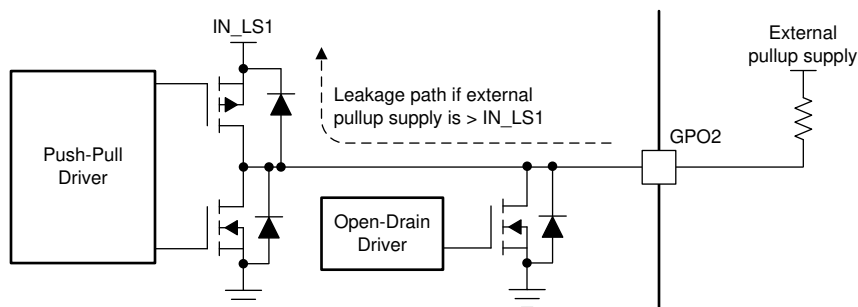 IN_LS1
External
pullup supply
Leakage path if external
pullup supply is > IN_LS1
GPO2
Push-Pull
Driver
Open-Drain
Driver